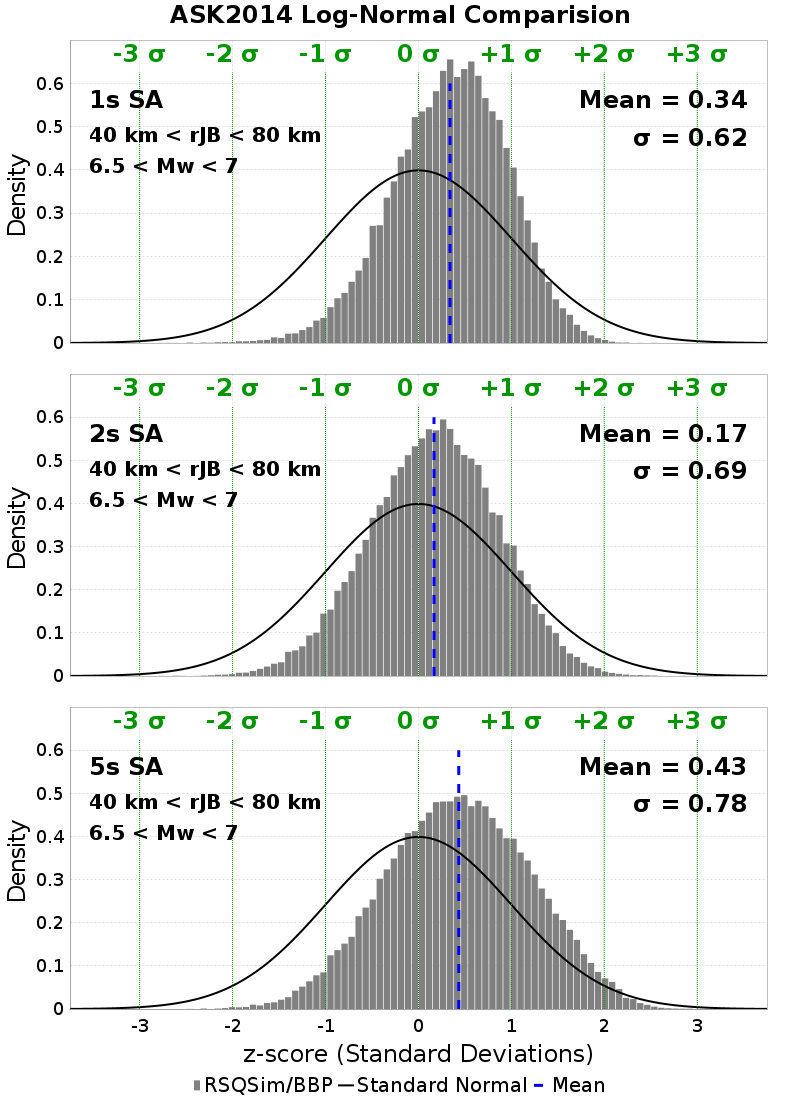 ASK2014 Log-Normal Comparision
-3 σ -2 σ -1 σ 0 σ +1 σ +2 σ +3 σ
1s SA
40 km < rJB < 80 km
6.5 < Mw < 7
Mean = 0.34
σ = 0.62
Density
0.6
0.5
0.4
0.3
0.2
0.1
0
-3 σ -2 σ -1 σ 0 σ +1 σ +2 σ +3 σ
2s SA
40 km < rJB < 80 km
6.5 < Mw < 7
Mean = 0.17
σ = 0.69
Density
0.6
0.5
0.4
0.3
0.2
0.1
0
-3 σ -2 σ -1 σ 0 σ +1 σ +2 σ +3 σ
5s SA
40 km < rJB < 80 km
6.5 < Mw < 7
Mean = 0.43
σ = 0.78
Density
0.6
0.5
0.4
0.3
0.2
0.1
0
-3 -2 -1 0 1 2 3
z-score (Standard Deviations)
RSQSim/BBP Standard Normal Mean